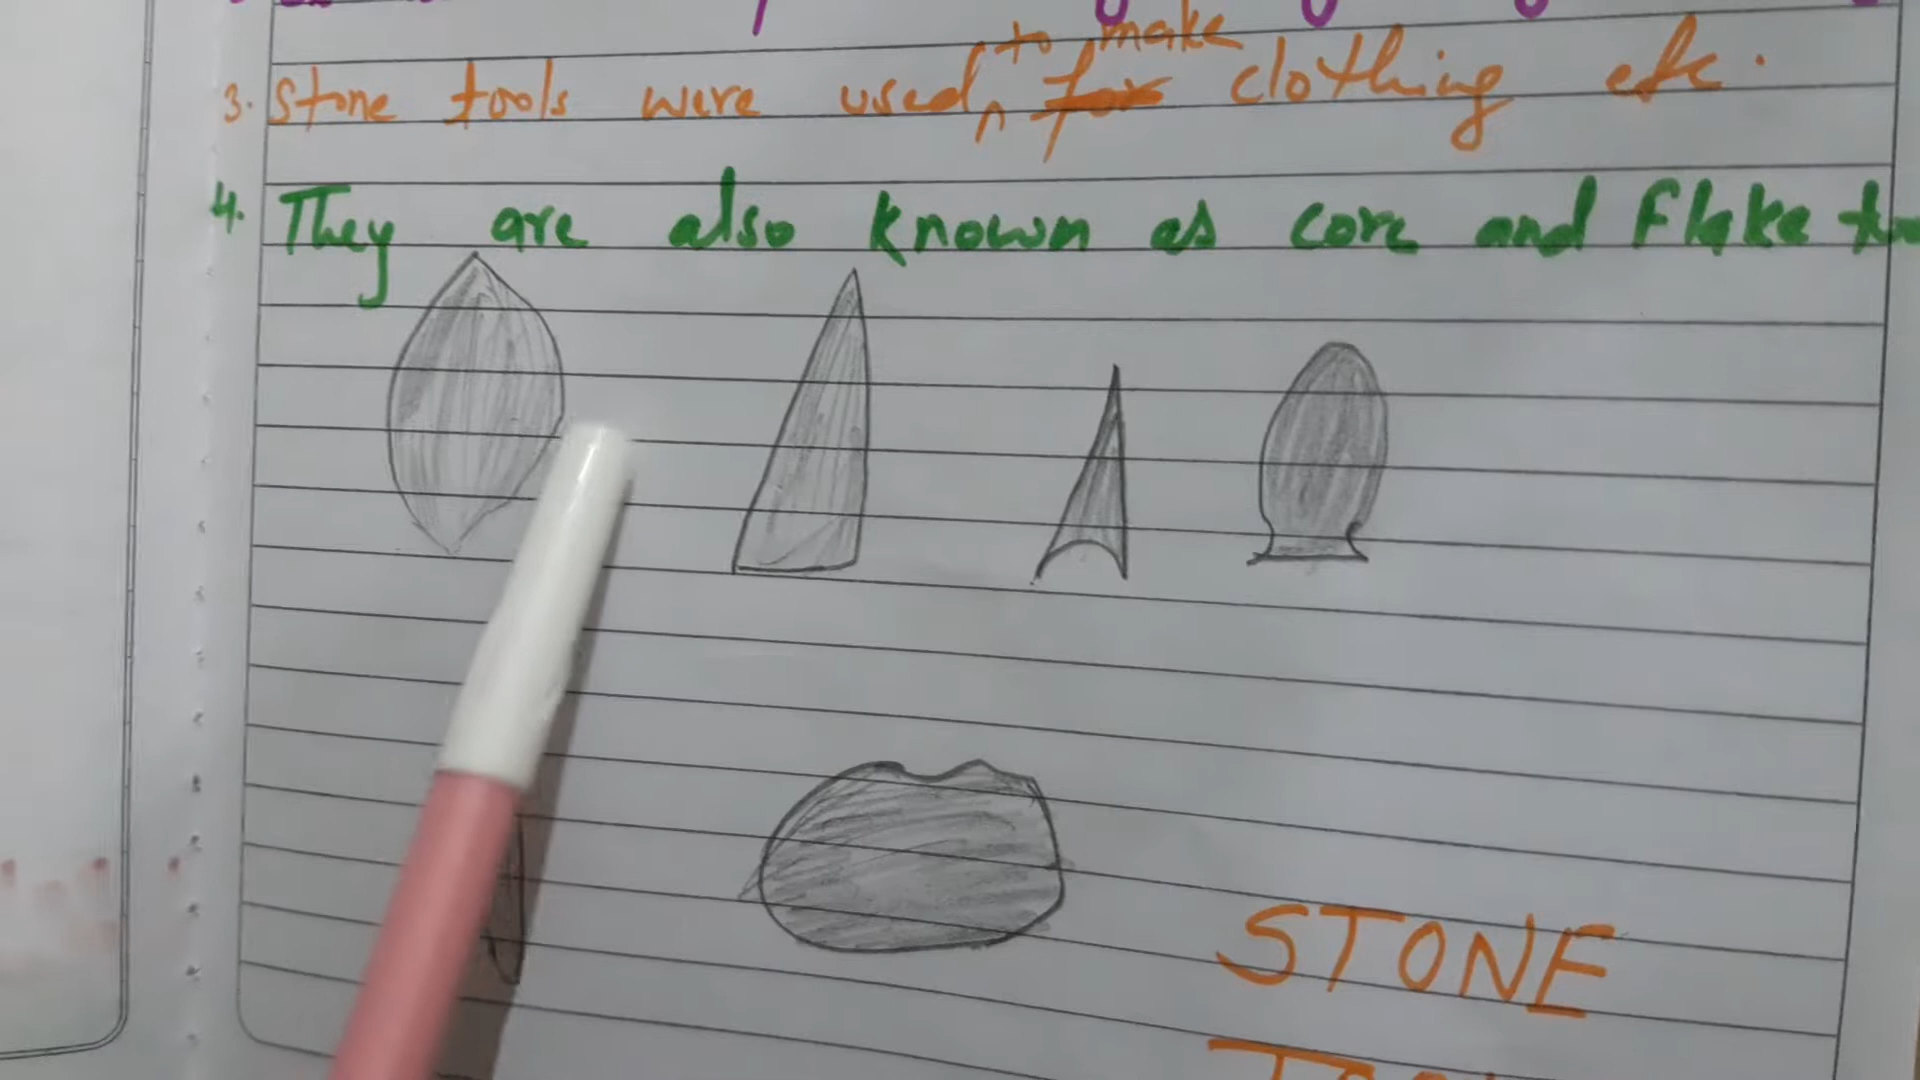 to make
3. Stone tools were used ^ for clothing etc.
4. They are also known as core and Flake
STONE